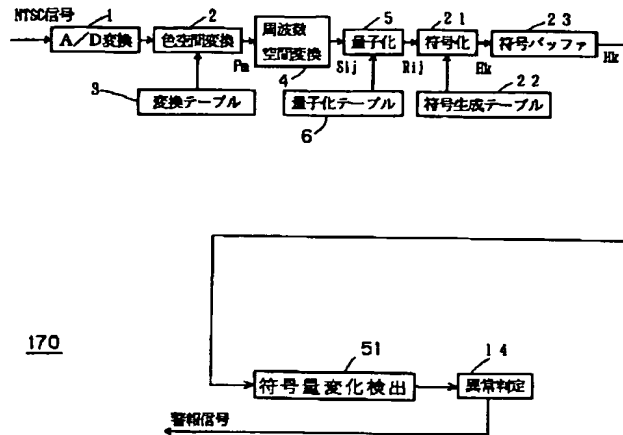 NTSC信号
1
A/D変換
2
色空間変換
Pm
3
変換テーブル
周波数
空間変換
4
5
量子化
Sij
Rij
6
量子化テーブル
21
符号化
Hk
22
符号生成テーブル
23
符号バッファ
Hk
170
51
符号量変化検出
14
異常判定
警報信号